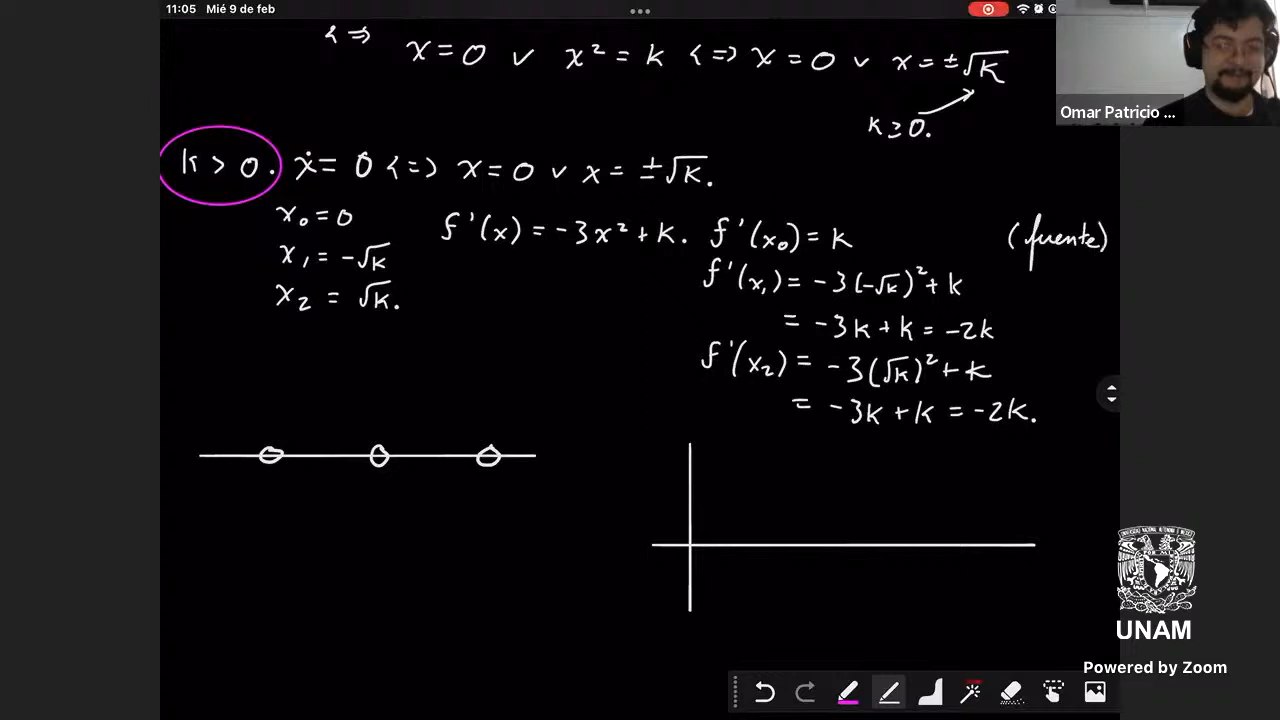 11:05 Mié 9 de feb
<=> x = 0 ∨ x² = k <=> x = 0 ∨ x = ±√k
k ≥ 0.
k > 0. ẋ = 0 <=> x = 0 ∨ x = ±√k.
x₀ = 0
x₁ = -√k
x₂ = √k.
f'(x) = -3x² + k.
f'(x₀) = k (fuente)
f'(x₁) = -3(-√k)² + k
= -3k + k = -2k
f'(x₂) = -3(√k)² + k
= -3k + k = -2k.
Omar Patricio ...
UNAM
Powered by Zoom